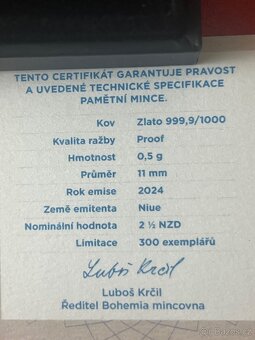 TENTO CERTIFIKÁT GARANTUJE PRAVOST
A UVEDENÉ TECHNICKÉ SPECIFIKACE
PAMĚTNÍ MINCE.
Kov Zlato 999,9/1000
Kvalita ražby Proof
Hmotnost 0,5 g
Průměr 11 mm
Rok emise 2024
Země emitenta Niue
Nominální hodnota 2 ½ NZD
Limitace 300 exemplářů
Luboš Krčil
Luboš Krčil
Ředitel Bohemia mincovna